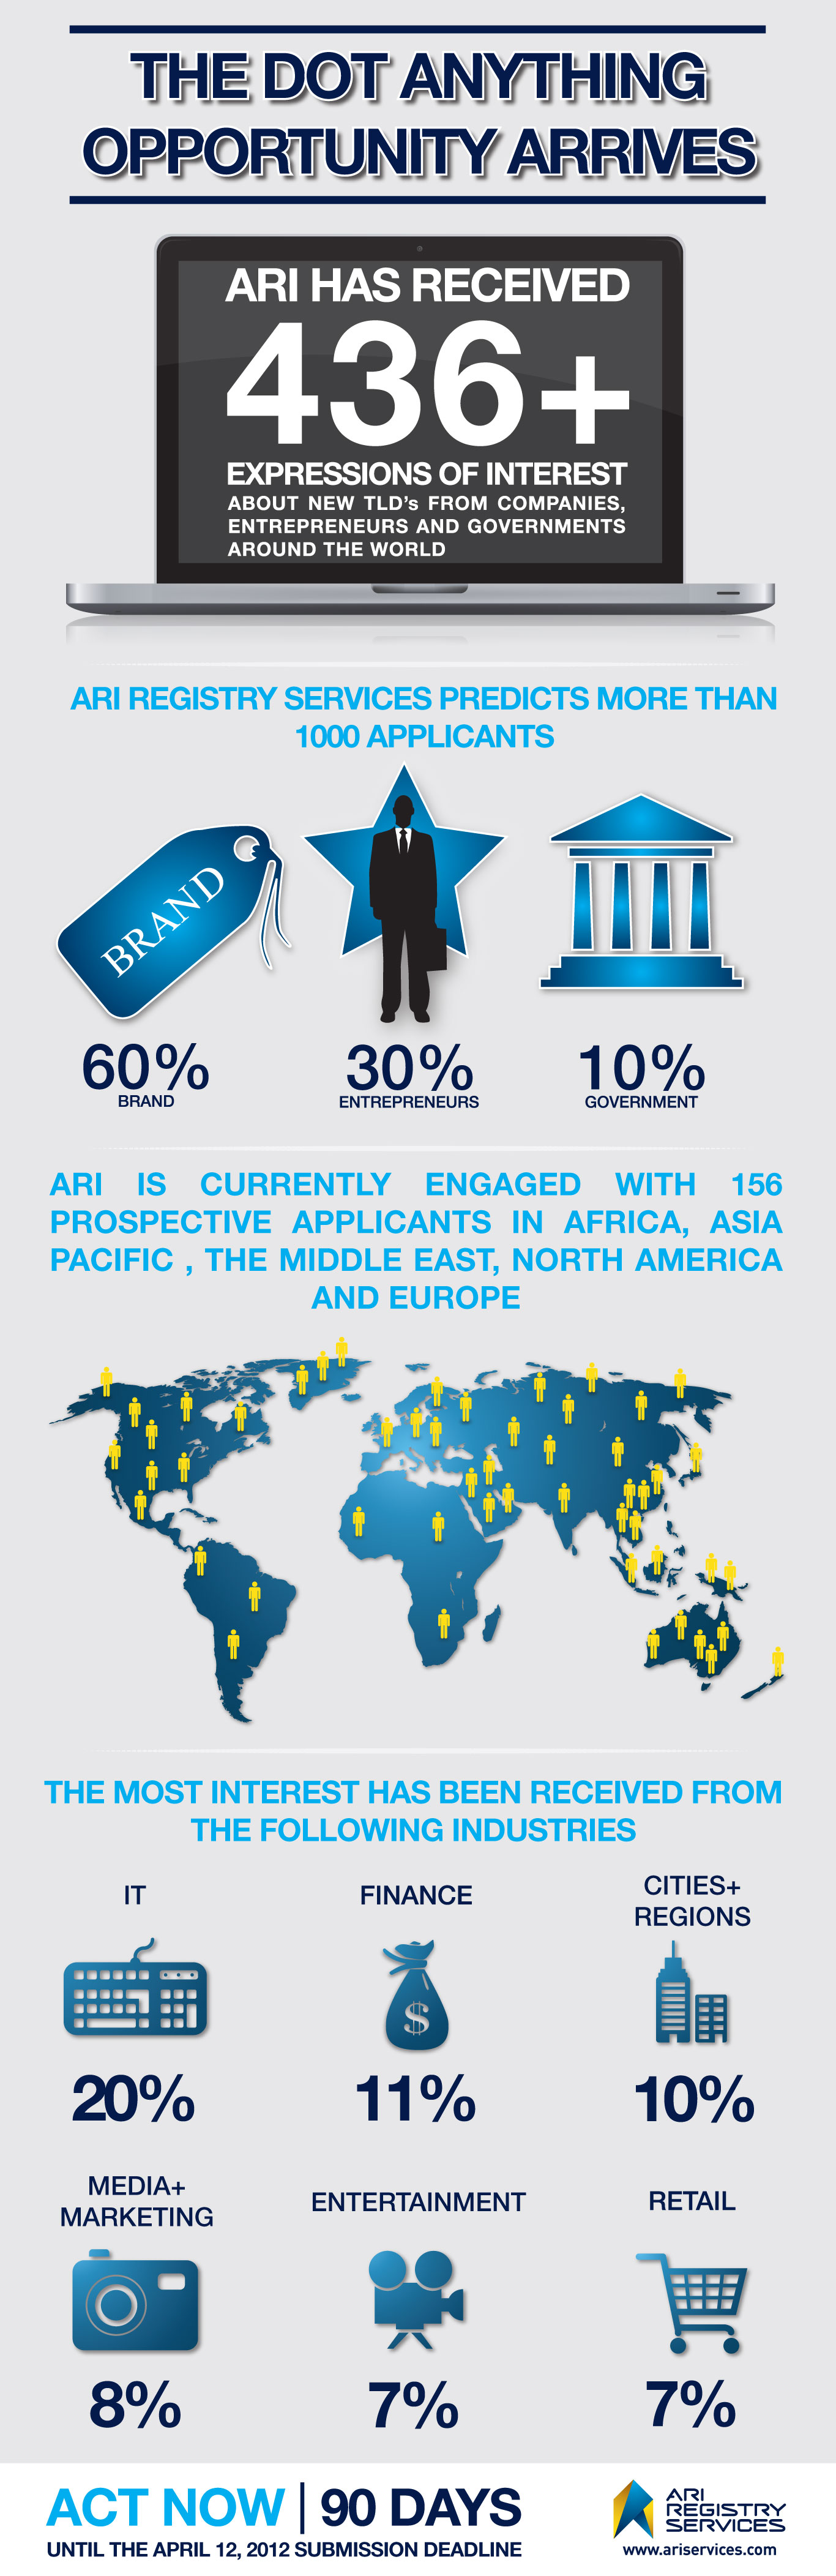 THE DOT ANYTHING
OPPORTUNITY ARRIVES
ARI HAS RECEIVED
436+
EXPRESSIONS OF INTEREST
ABOUT NEW TLD's FROM COMPANIES,
ENTREPRENEURS AND GOVERNMENTS
AROUND THE WORLD
ARI REGISTRY SERVICES PREDICTS MORE THAN
1000 APPLICANTS
BRAND
60%
BRAND
30%
ENTREPRENEURS
10%
GOVERNMENT
ARI IS CURRENTLY ENGAGED WITH 156
PROSPECTIVE APPLICANTS IN AFRICA, ASIA
PACIFIC , THE MIDDLE EAST, NORTH AMERICA
AND EUROPE
THE MOST INTEREST HAS BEEN RECEIVED FROM
THE FOLLOWING INDUSTRIES
IT
20%
FINANCE
$
11%
CITIES+
REGIONS
10%
MEDIA+
MARKETING
8%
ENTERTAINMENT
7%
RETAIL
7%
ACT NOW | 90 DAYS
UNTIL THE APRIL 12, 2012 SUBMISSION DEADLINE
ARI
REGISTRY
SERVICES
www.ariservices.com